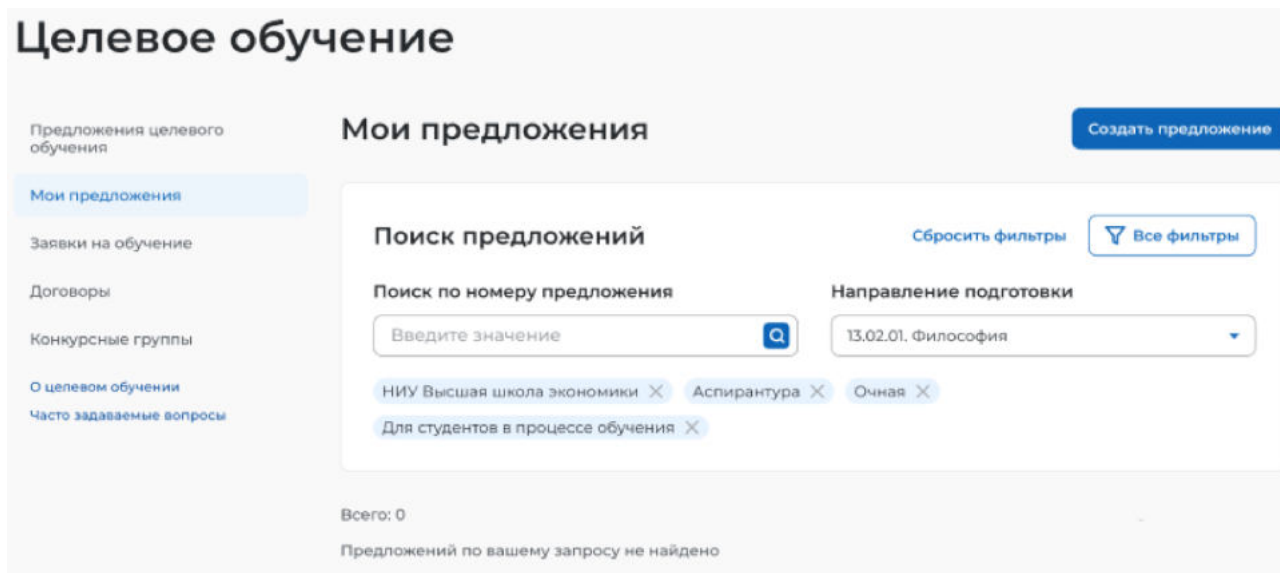 Целевое обучение
Предложения целевого
обучения
Мои предложения
Заявки на обучение
Договоры
Конкурсные группы
О целевом обучении
Часто задаваемые вопросы
Мои предложения
Создать предложение
Поиск предложений
Сбросить фильтры
Все фильтры
Поиск по номеру предложения
Направление подготовки
Введите значение
13.02.01. Философия
НИУ Высшая школа экономики
Аспирантура
Очная
Для студентов в процессе обучения
Всего: 0
Предложений по вашему запросу не найдено